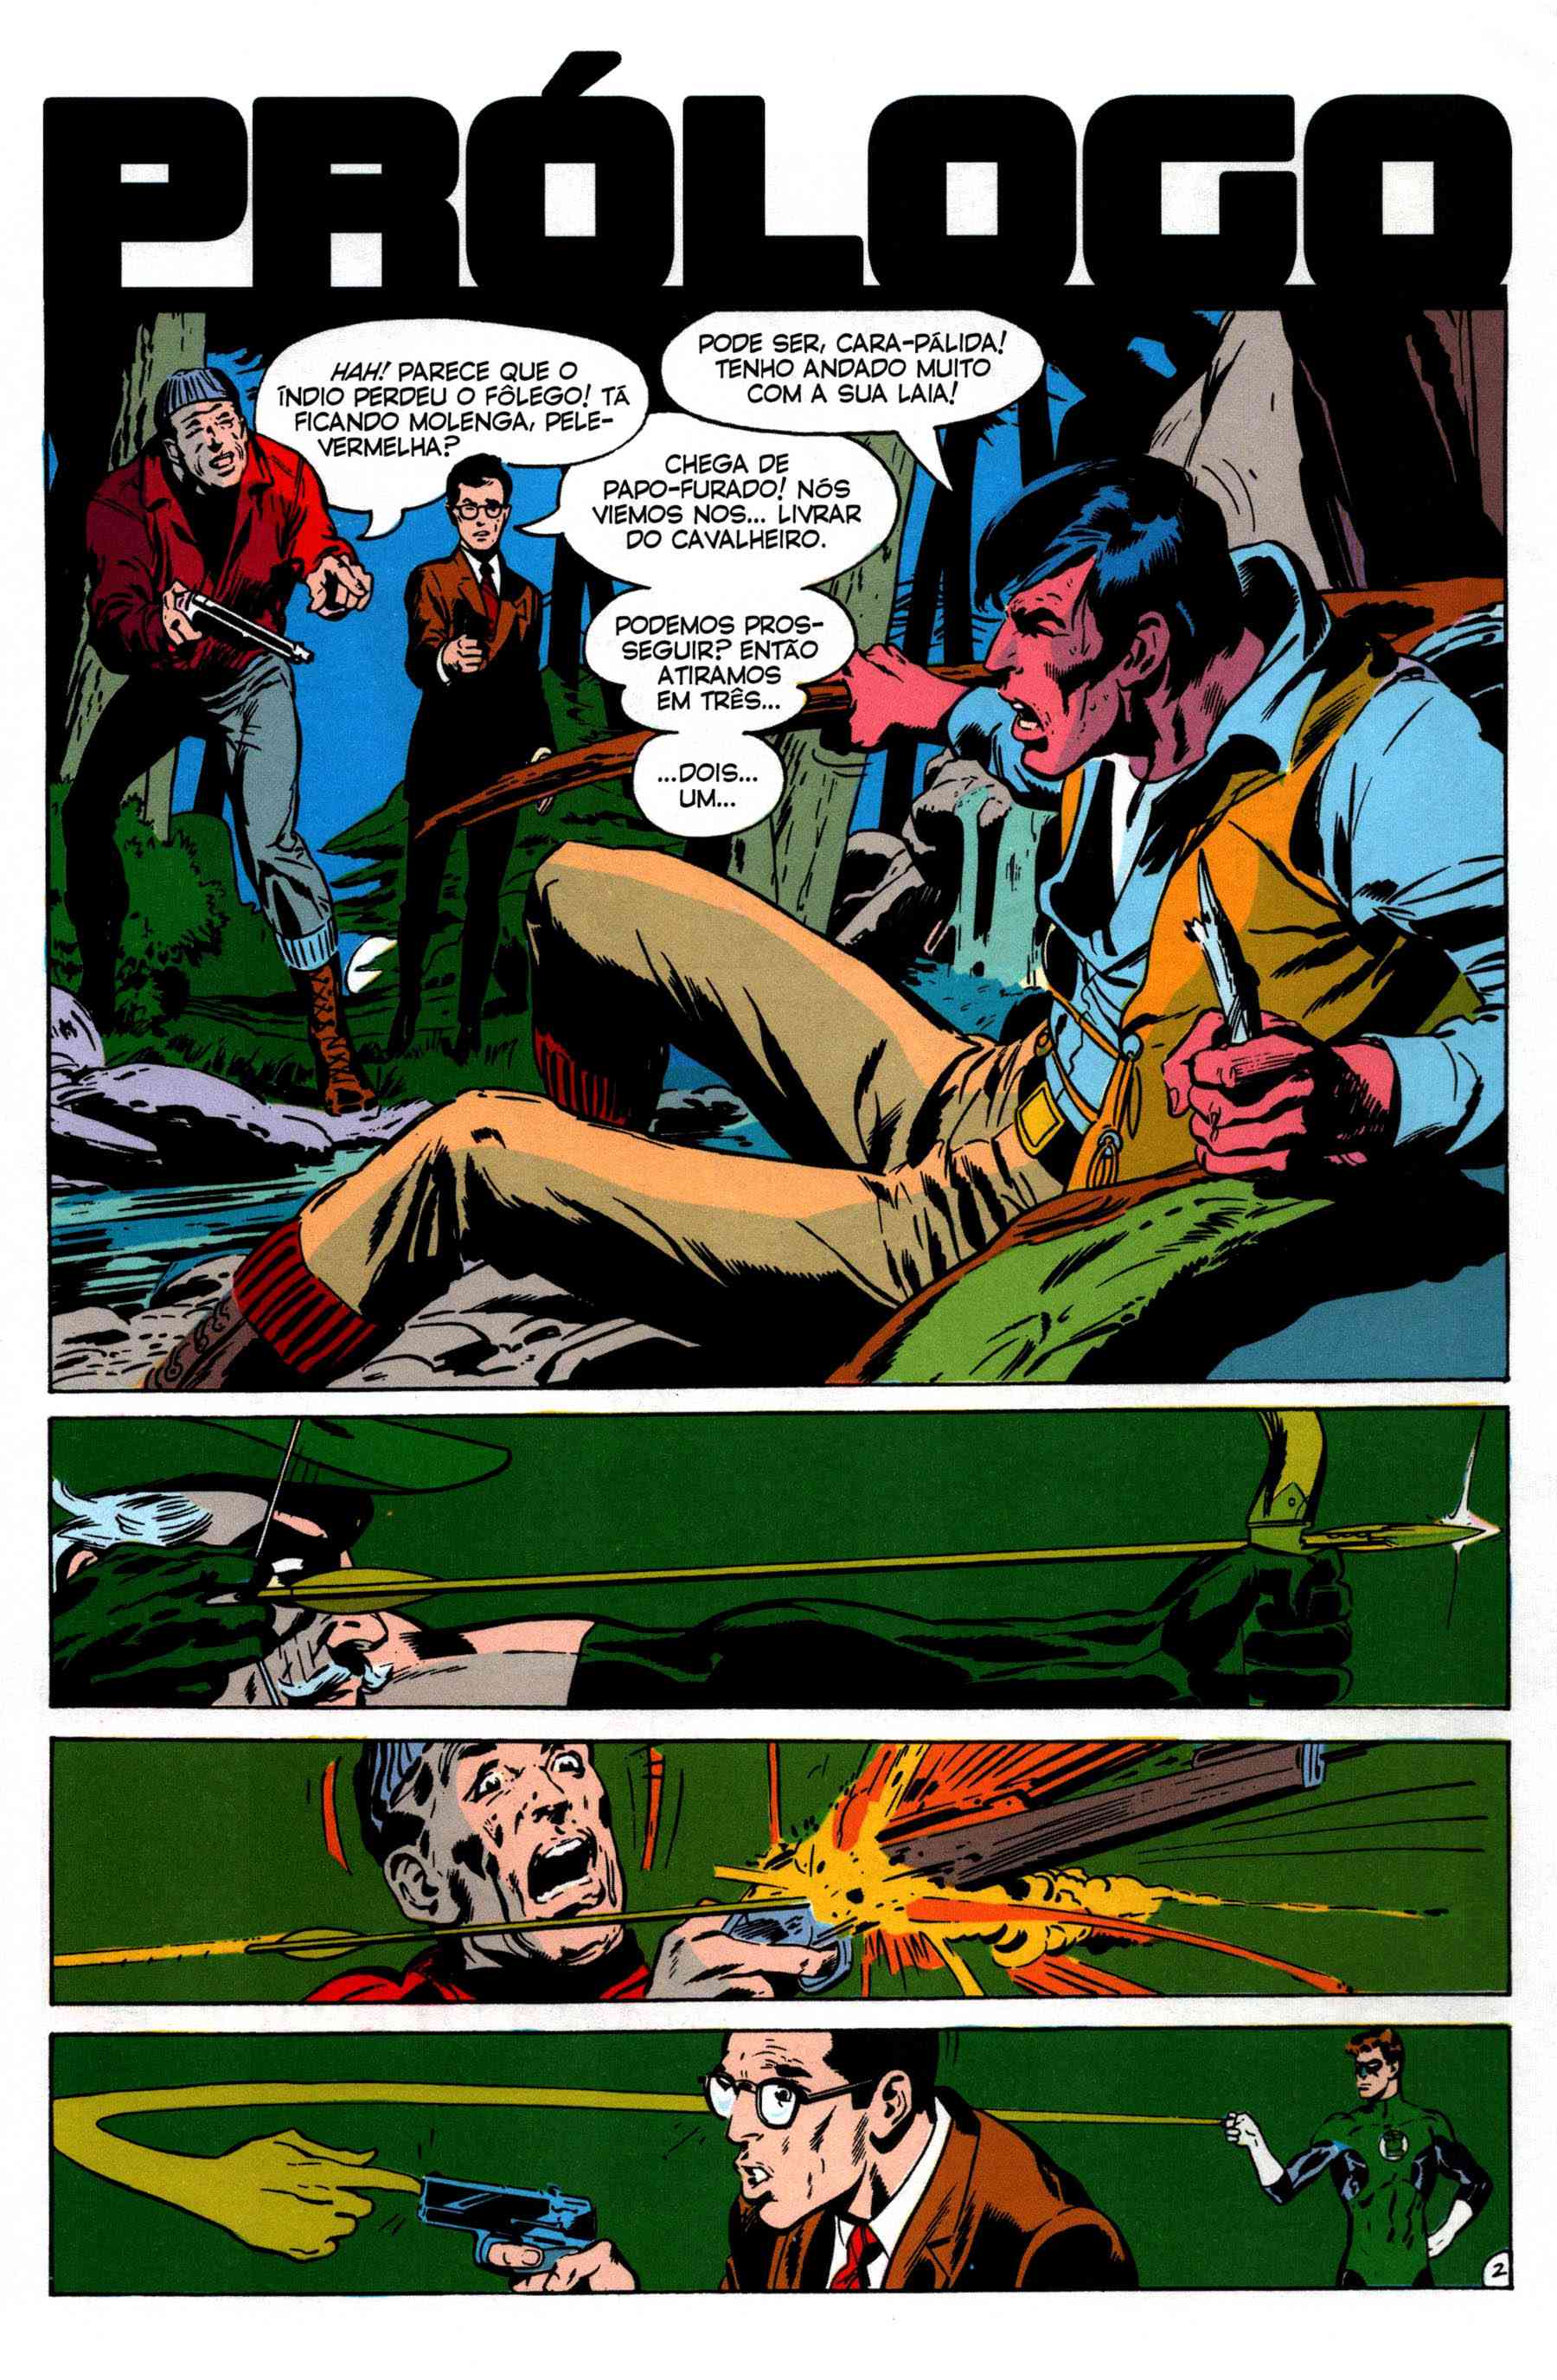 PRÓLOGO
HAH! PARECE QUE O
ÍNDIO PERDEU O FÔLEGO! TÁ
FICANDO MOLENGA, PELE-
VERMELHA?
PODE SER, CARA-PÁLIDA!
TENHO ANDADO MUITO
COM A SUA LAIA!
CHEGA DE
PAPO-FURADO! NÓS
VIEMOS NOS... LIVRAR
DO CAVALHEIRO.
PODEMOS PROS-
SEGUIR? ENTÃO
ATIRAMOS
EM TRÊS...
...DOIS...
UM...
2